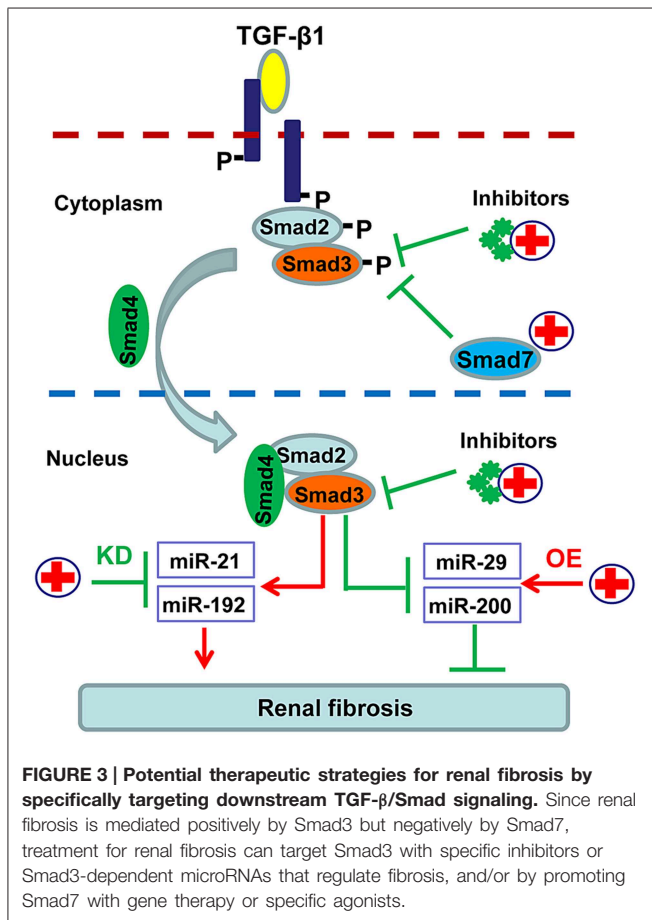 TGF-β1
P
P
Cytoplasm
Inhibitors
Smad2
P
Smad3
P
Smad4
Smad7
Nucleus
Inhibitors
Smad2
Smad4
Smad3
KD
miR-21
miR-29
OE
miR-192
miR-200
Renal fibrosis
FIGURE 3 | Potential therapeutic strategies for renal fibrosis by
specifically targeting downstream TGF-β/Smad signaling. Since renal
fibrosis is mediated positively by Smad3 but negatively by Smad7,
treatment for renal fibrosis can target Smad3 with specific inhibitors or
Smad3-dependent microRNAs that regulate fibrosis, and/or by promoting
Smad7 with gene therapy or specific agonists.